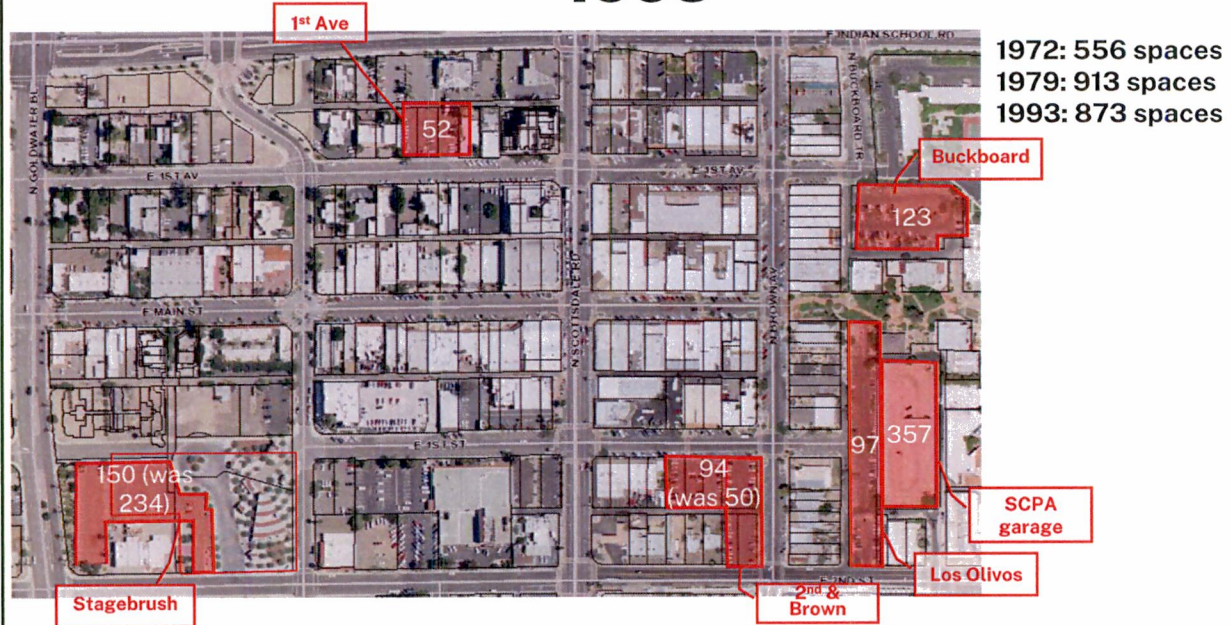 1st Ave
E INDIAN SCHOOL RD
1972: 556 spaces
1979: 913 spaces
1993: 873 spaces
N GOLDWATER BL
N BUCKBOARD TR
52
Buckboard
E 1ST AV
E 1ST AV
123
N SCOTTSDALE RD
N BROWN AV
E MAIN ST
97
357
E 1ST ST
150 (was
234)
94
(was 50)
SCPA
garage
Los Olivos
E 2ND ST
Stagebrush
2nd &
Brown